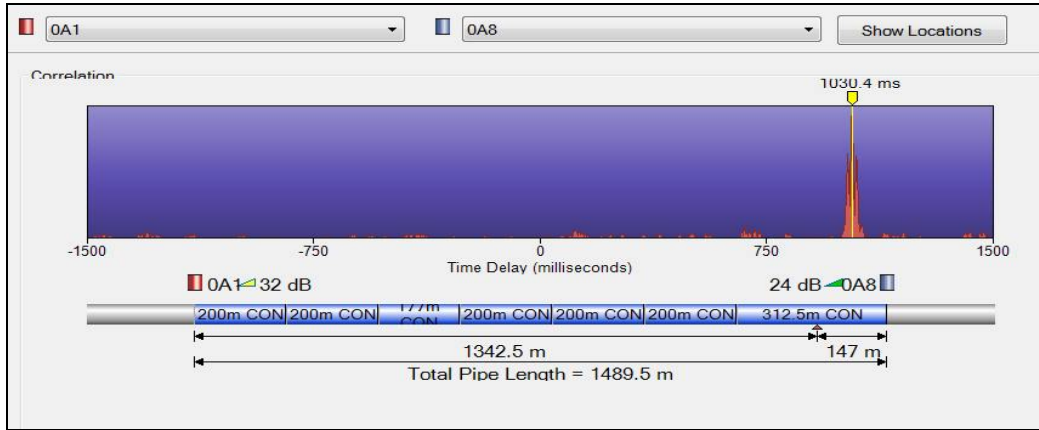 0A1 0A8 Show Locations
Correlation
1030.4 ms
-1500 -750 0 750 1500
Time Delay (milliseconds)
0A1 32 dB 24 dB 0A8
200m CON 200m CON 177m CON 200m CON 200m CON 200m CON 312.5m CON
1342.5 m 147 m
Total Pipe Length = 1489.5 m